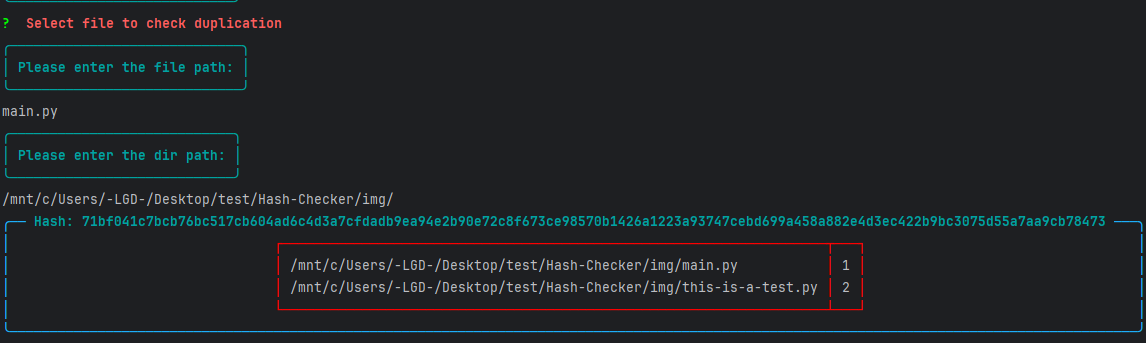 ? Select file to check duplication
Please enter the file path:
main.py
Please enter the dir path:
/mnt/c/Users/-LGD-/Desktop/test/Hash-Checker/img/
Hash: 71bf041c7bcb76bc517cb604ad6c4d3a7cfdadb9ea94e2b90e72c8f673ce98570b1426a1223a93747cebd699a458a882e4d3ec422b9bc3075d55a7aa9cb78473
/mnt/c/Users/-LGD-/Desktop/test/Hash-Checker/img/main.py 1
/mnt/c/Users/-LGD-/Desktop/test/Hash-Checker/img/this-is-a-test.py 2